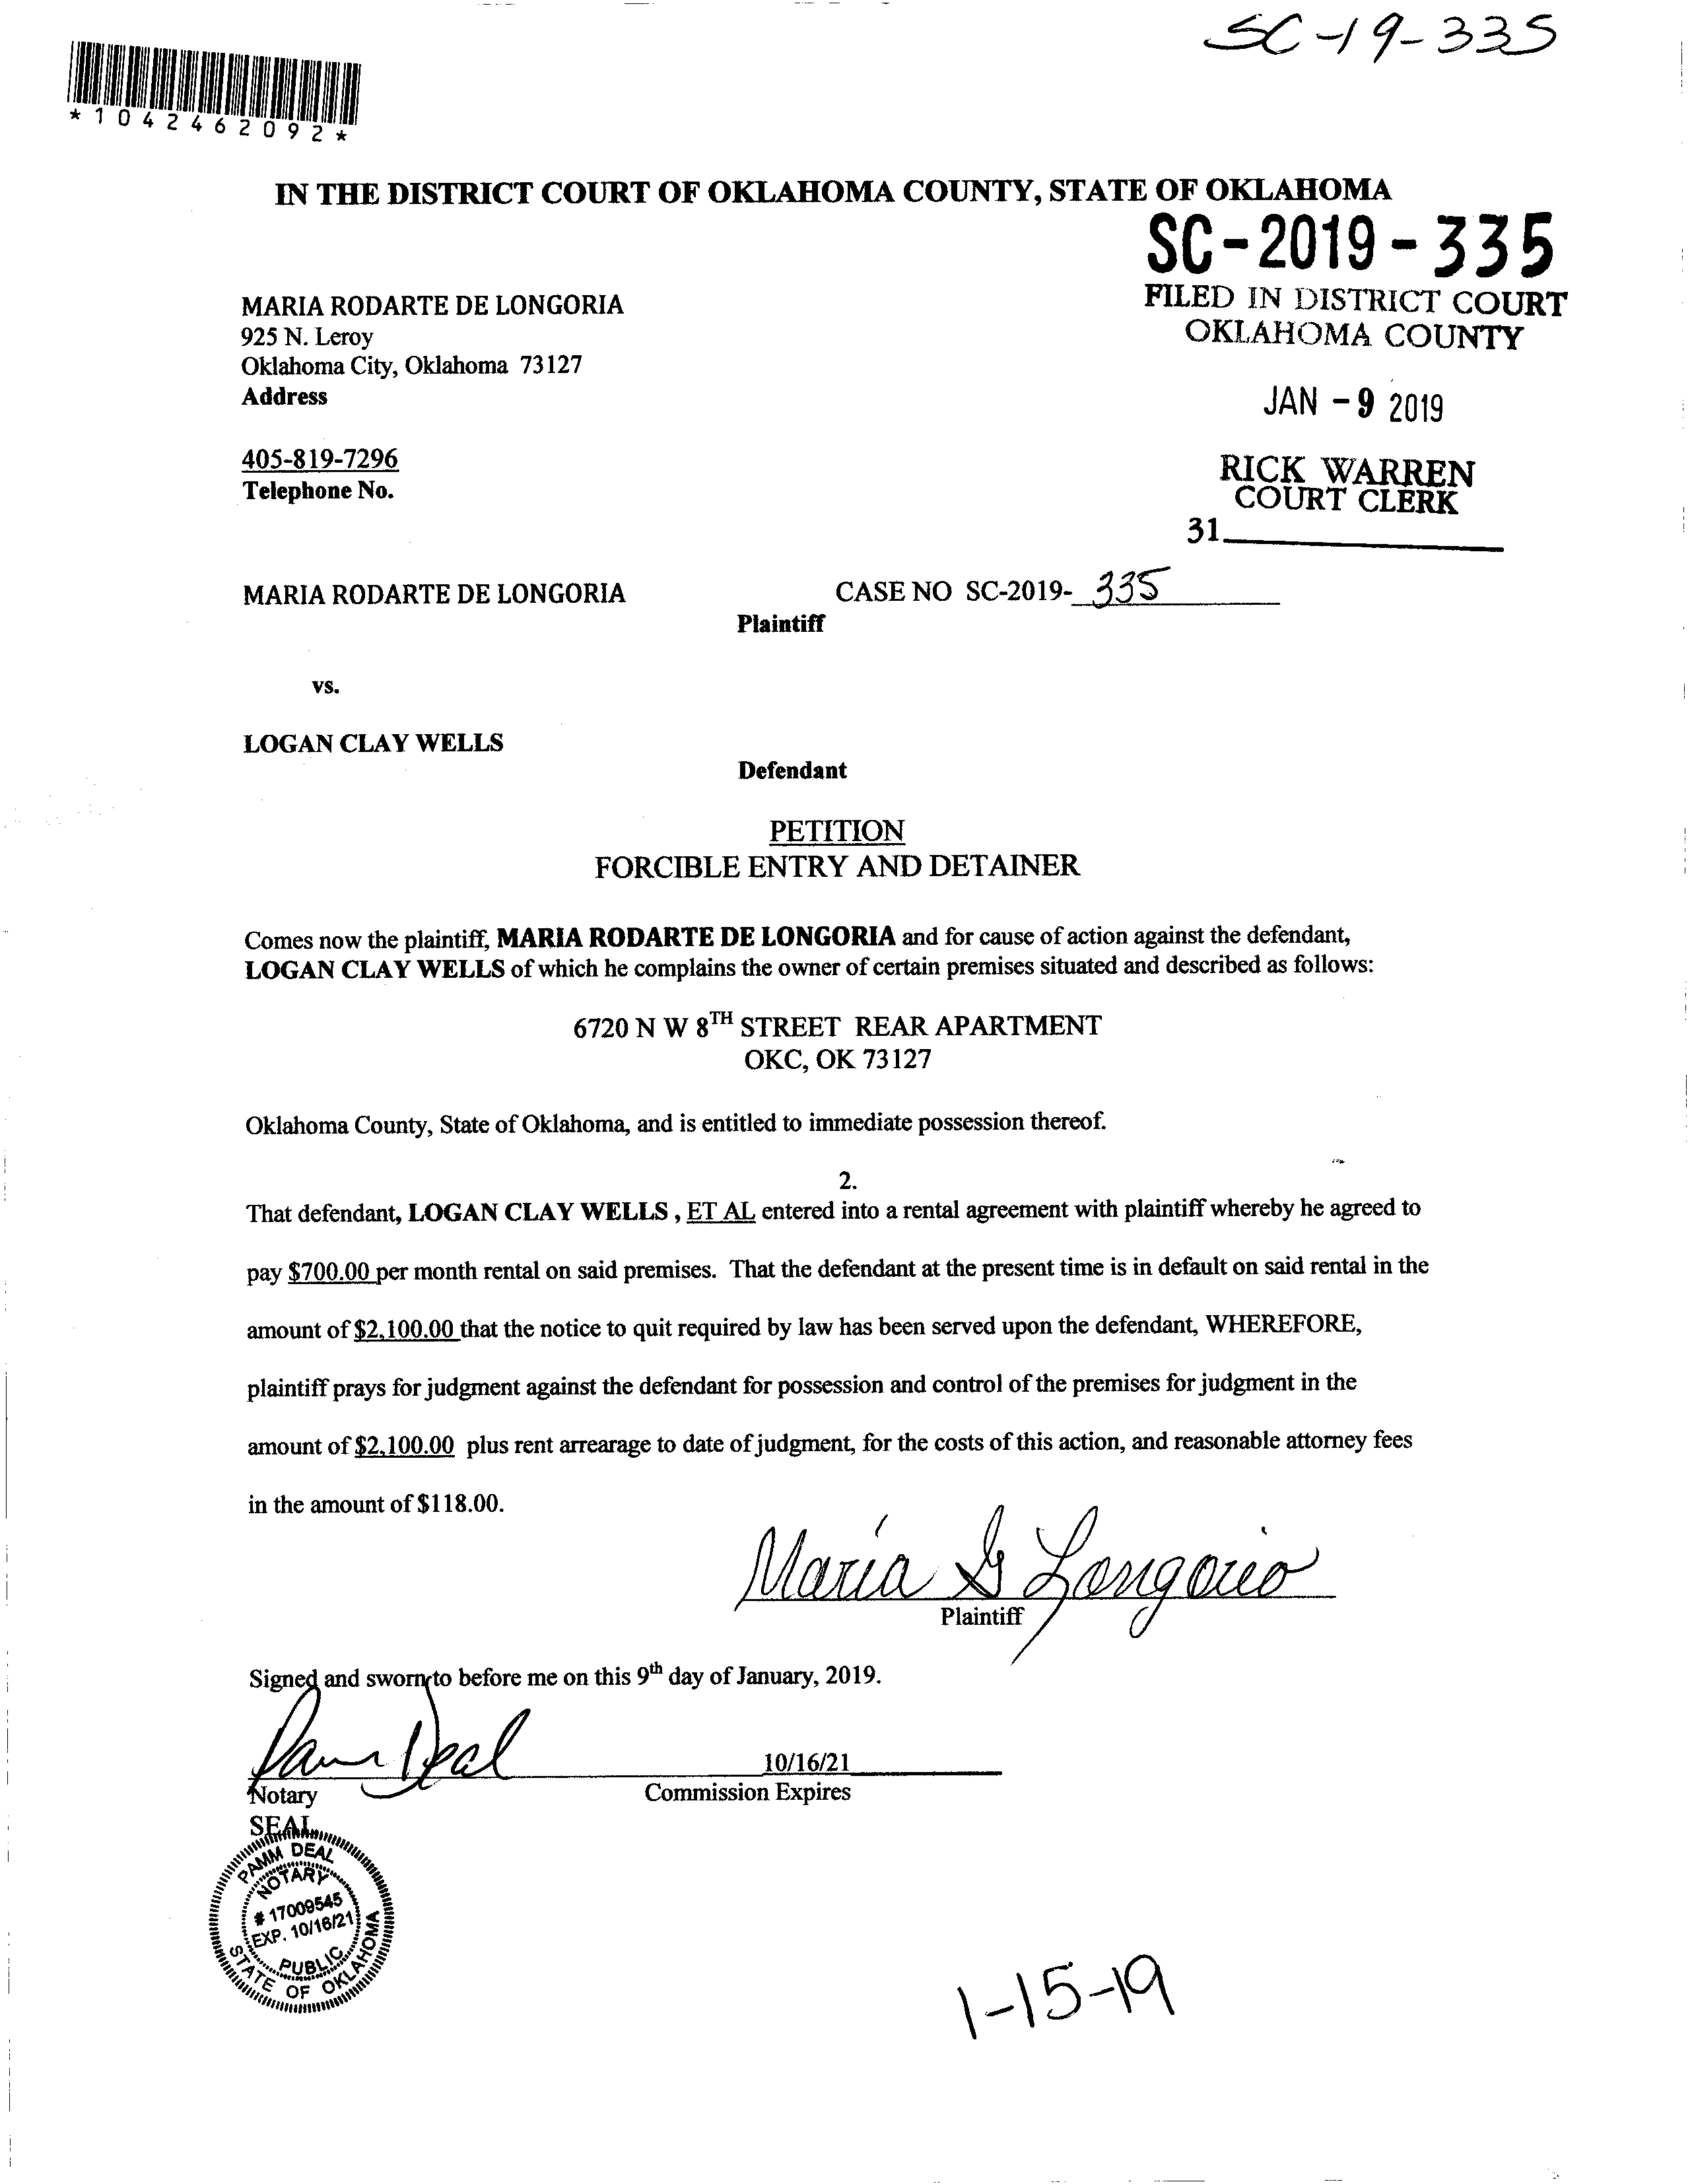 SC-19-335
*1042462092*
IN THE DISTRICT COURT OF OKLAHOMA COUNTY, STATE OF OKLAHOMA
SC-2019-335
FILED IN DISTRICT COURT
OKLAHOMA COUNTY
JAN -9 2019
RICK WARREN
COURT CLERK
31
MARIA RODARTE DE LONGORIA
925 N. Leroy
Oklahoma City, Oklahoma 73127
Address
405-819-7296
Telephone No.
MARIA RODARTE DE LONGORIA CASE NO SC-2019- 335
Plaintiff
vs.
LOGAN CLAY WELLS
Defendant
PETITION
FORCIBLE ENTRY AND DETAINER
Comes now the plaintiff, MARIA RODARTE DE LONGORIA and for cause of action against the defendant,
LOGAN CLAY WELLS of which he complains the owner of certain premises situated and described as follows:
6720 N W 8TH STREET REAR APARTMENT
OKC, OK 73127
Oklahoma County, State of Oklahoma, and is entitled to immediate possession thereof.
2.
That defendant, LOGAN CLAY WELLS , ET AL entered into a rental agreement with plaintiff whereby he agreed to
pay $700.00 per month rental on said premises. That the defendant at the present time is in default on said rental in the
amount of $2,100.00 that the notice to quit required by law has been served upon the defendant, WHEREFORE,
plaintiff prays for judgment against the defendant for possession and control of the premises for judgment in the
amount of $2,100.00 plus rent arrearage to date of judgment, for the costs of this action, and reasonable attorney fees
in the amount of $118.00.
Maria G Longoria
Plaintiff
Signed and sworn to before me on this 9th day of January, 2019.
Pamm Deal
10/16/21
Notary Commission Expires
SEAL
PAMM DEAL
NOTARY
# 17009545
EXP. 10/16/21
PUBLIC
STATE OF OKLAHOMA
1-15-19